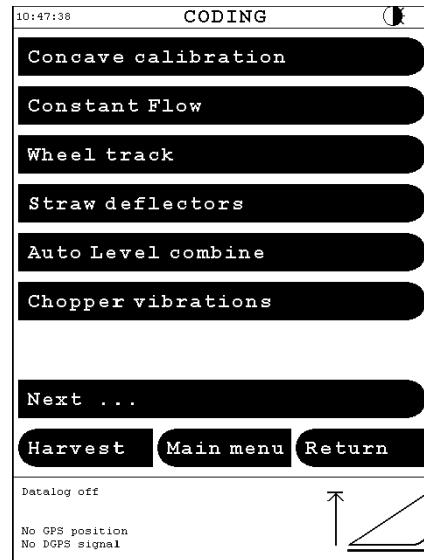 10:47:38 CODING
Concave calibration
Constant Flow
Wheel track
Straw deflectors
Auto Level combine
Chopper vibrations
Next ...
Harvest Main menu Return
Datalog off
No GPS position
No DGPS signal